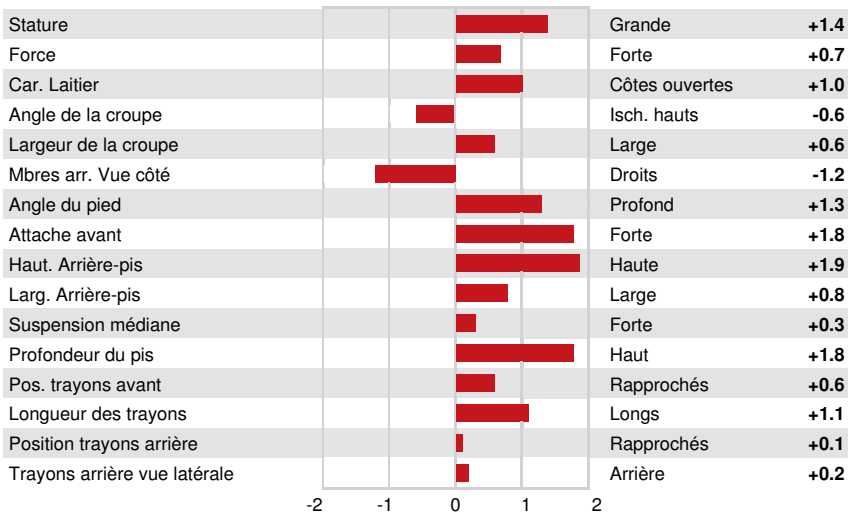 Stature Grande +1.4
Force Forte +0.7
Car. Laitier Côtes ouvertes +1.0
Angle de la croupe Isch. hauts -0.6
Largeur de la croupe Large +0.6
Mbres arr. Vue côté Droits -1.2
Angle du pied Profond +1.3
Attache avant Forte +1.8
Haut. Arrière-pis Haute +1.9
Larg. Arrière-pis Large +0.8
Suspension médiane Forte +0.3
Profondeur du pis Haut +1.8
Pos. trayons avant Rapprochés +0.6
Longueur des trayons Longs +1.1
Position trayons arrière Rapprochés +0.1
Trayons arrière vue latérale Arrière +0.2
-2 -1 0 1 2